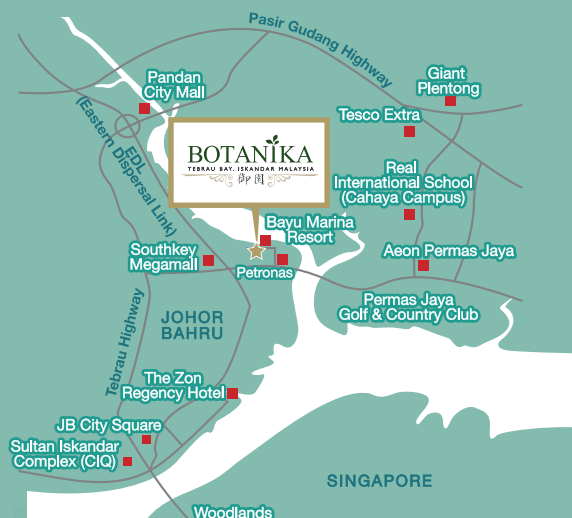 Pasir Gudang Highway
Pandan
City Mall
Giant
Plentong
Tesco Extra
EDL
(Eastern Dispersal Link)
BOTANIKA
TEBRAU BAY, ISKANDAR MALAYSIA
御園
Real
International School
(Cahaya Campus)
Bayu Marina
Resort
Southkey
Megamall
Petronas
Aeon Permas Jaya
Tebrau Highway
JOHOR
BAHRU
Permas Jaya
Golf & Country Club
The Zon
Regency Hotel
JB City Square
Sultan Iskandar
Complex (CIQ)
SINGAPORE
Woodlands